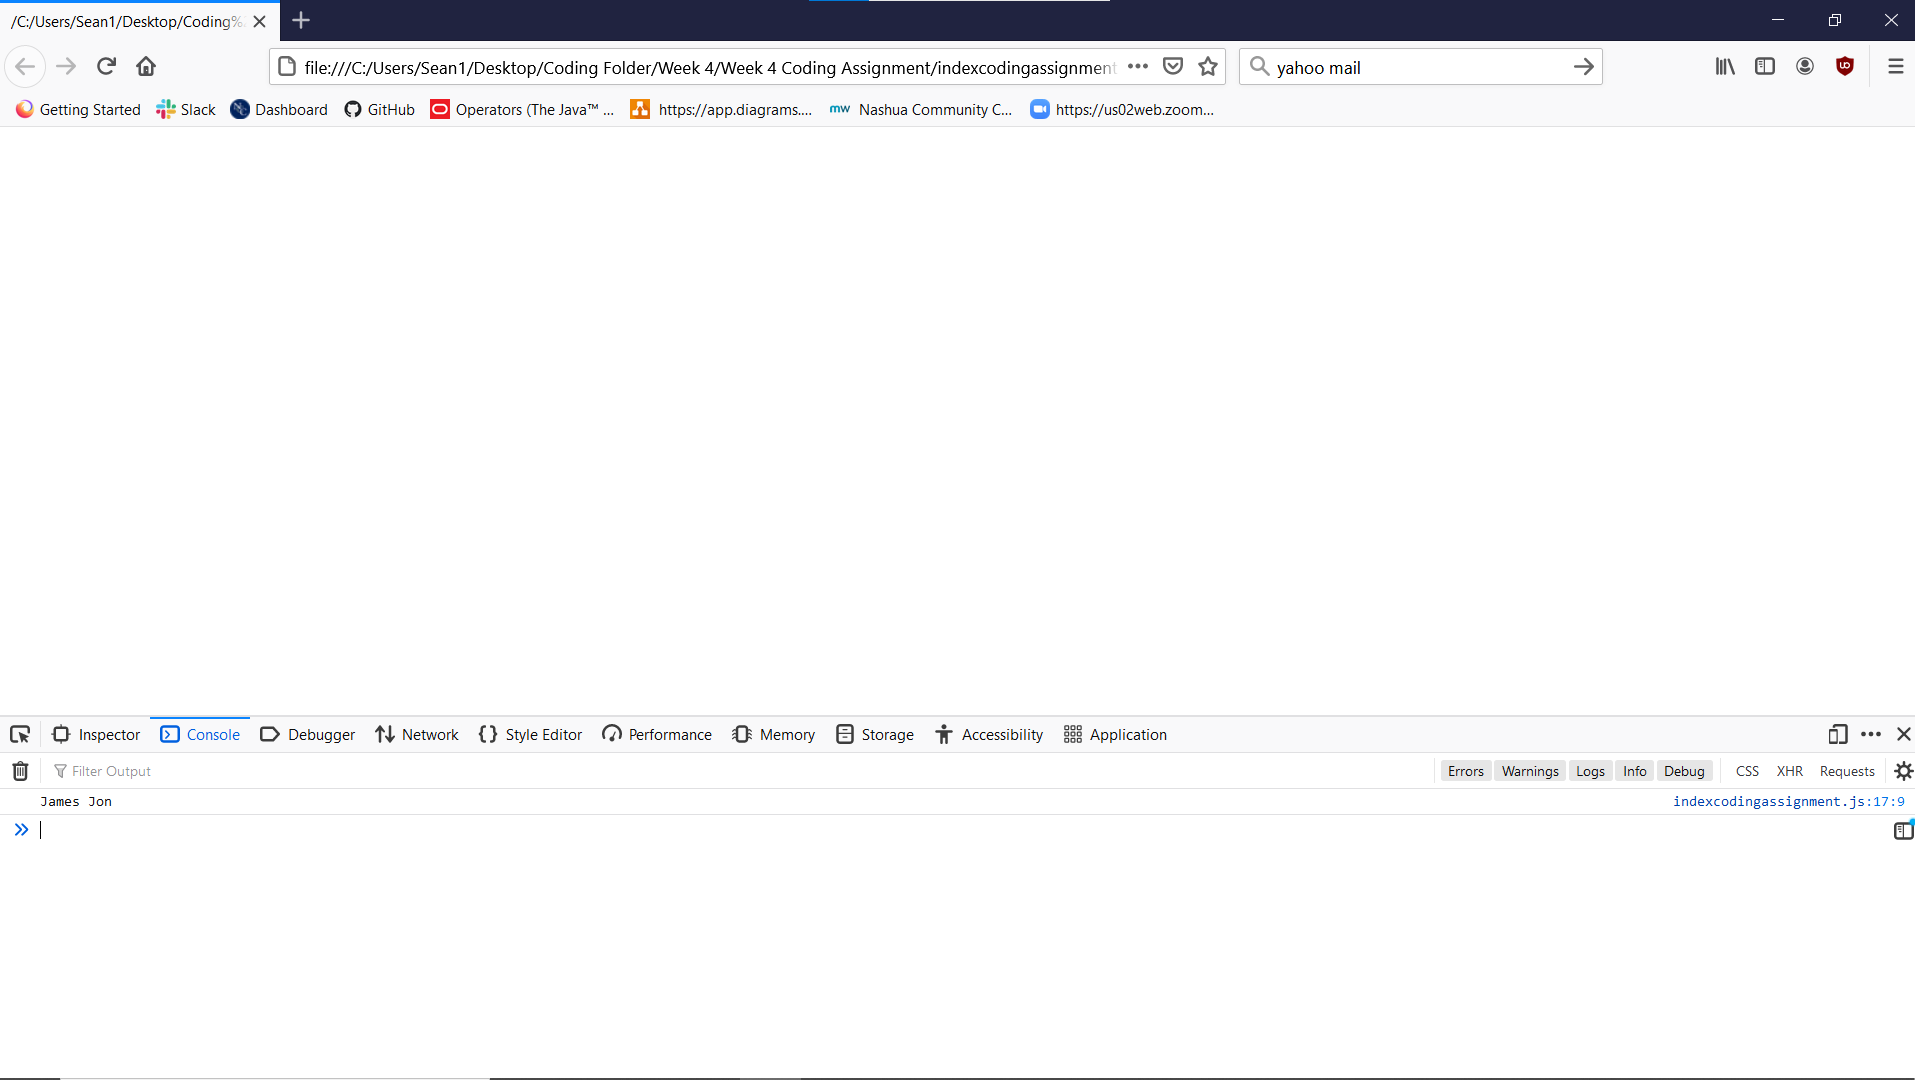 /C:/Users/Sean1/Desktop/Coding%
file:///C:/Users/Sean1/Desktop/Coding Folder/Week 4/Week 4 Coding Assignment/indexcodingassignment
yahoo mail
Getting Started Slack Dashboard GitHub Operators (The Java™ ... https://app.diagrams.... mw Nashua Community C... https://us02web.zoom...
Inspector Console Debugger Network Style Editor Performance Memory Storage Accessibility Application
Filter Output Errors Warnings Logs Info Debug CSS XHR Requests
James Jon indexcodingassignment.js:17:9